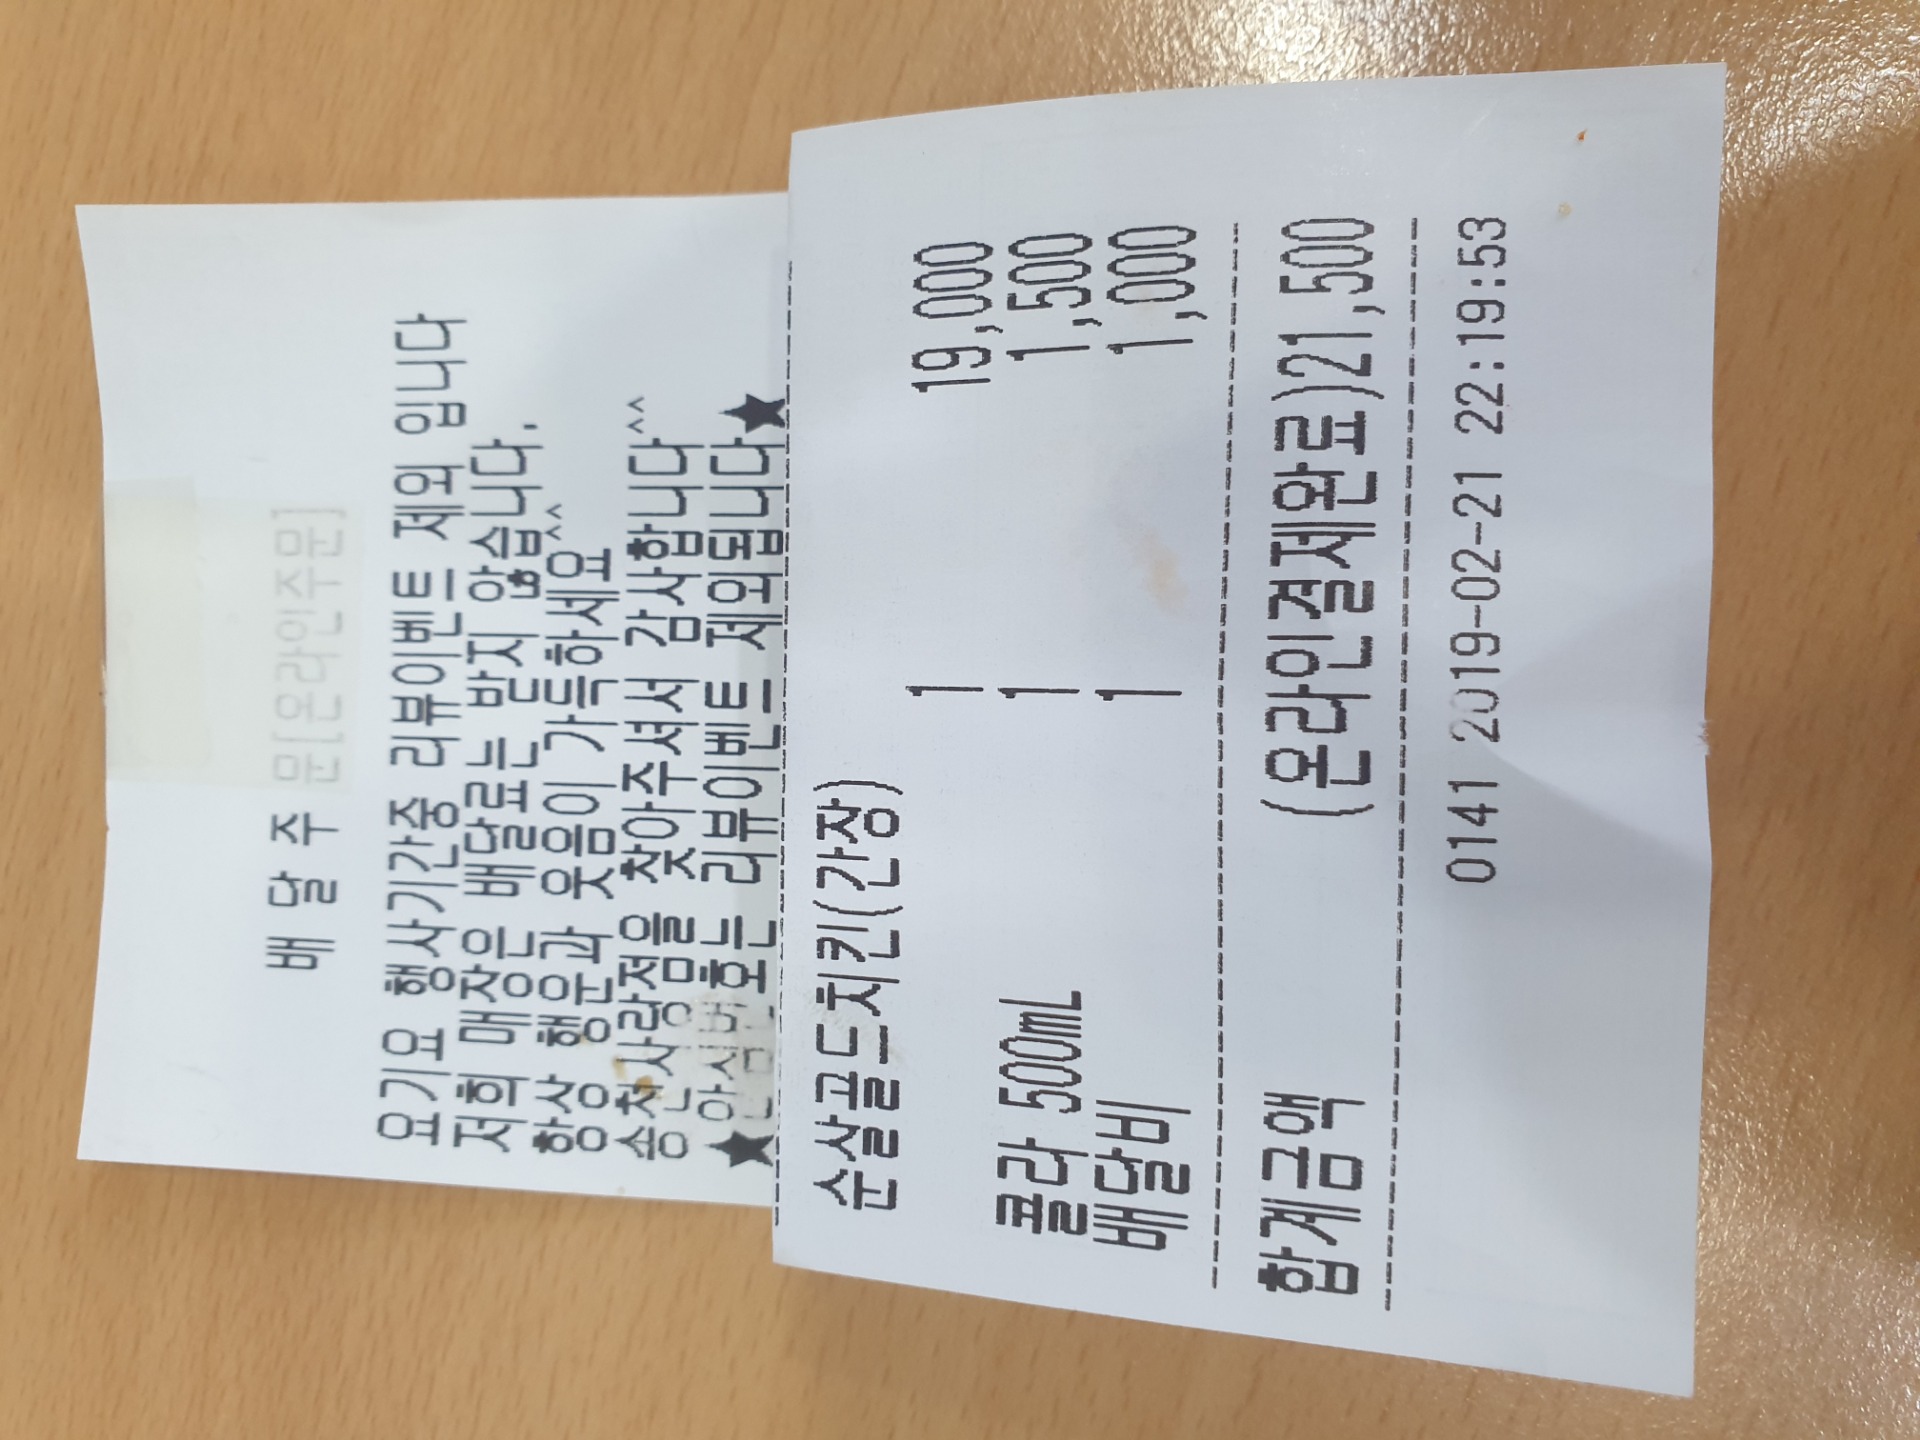 배 달 주 문[온라인주문]
요기요 행사기간중 리뷰이벤트 제외 입니다
저희 매장은 배달료는 받지 않습니다.
항상 행운과 웃음이 가득하세요^^
송천사랑점을 찾아주셔서 감사합니다^^
★안심번호는 리뷰이벤트 제외됩니다★
순살골드치킨(간장)
1 19,000
콜라 500mL 1 1,500
배달비 1 1,000
합계금액 (온라인결제완료)21,500
0141 2019-02-21 22:19:53